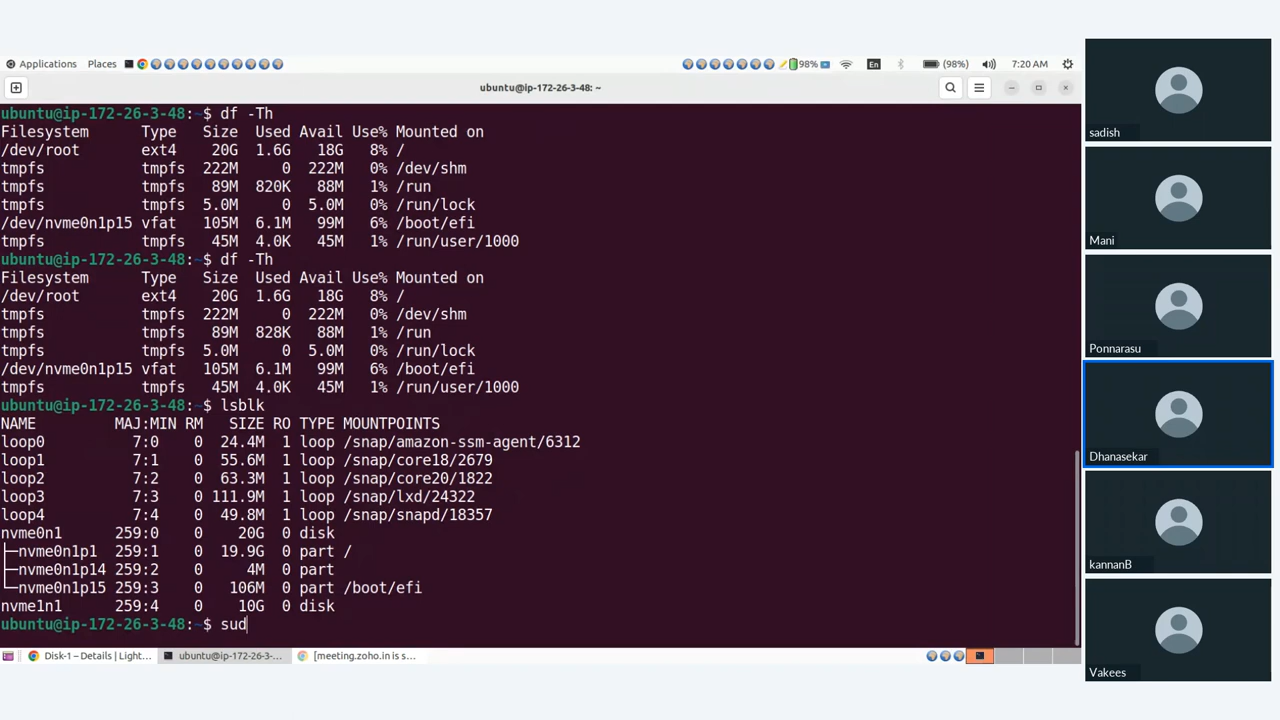 Applications Places 98% En (98%) 7:20 AM
ubuntu@ip-172-26-3-48: ~
ubuntu@ip-172-26-3-48:~$ df -Th
Filesystem Type Size Used Avail Use% Mounted on
/dev/root ext4 20G 1.6G 18G 8% /
tmpfs tmpfs 222M 0 222M 0% /dev/shm
tmpfs tmpfs 89M 820K 88M 1% /run
tmpfs tmpfs 5.0M 0 5.0M 0% /run/lock
/dev/nvme0n1p15 vfat 105M 6.1M 99M 6% /boot/efi
tmpfs tmpfs 45M 4.0K 45M 1% /run/user/1000
ubuntu@ip-172-26-3-48:~$ df -Th
Filesystem Type Size Used Avail Use% Mounted on
/dev/root ext4 20G 1.6G 18G 8% /
tmpfs tmpfs 222M 0 222M 0% /dev/shm
tmpfs tmpfs 89M 828K 88M 1% /run
tmpfs tmpfs 5.0M 0 5.0M 0% /run/lock
/dev/nvme0n1p15 vfat 105M 6.1M 99M 6% /boot/efi
tmpfs tmpfs 45M 4.0K 45M 1% /run/user/1000
ubuntu@ip-172-26-3-48:~$ lsblk
NAME MAJ:MIN RM SIZE RO TYPE MOUNTPOINTS
loop0 7:0 0 24.4M 1 loop /snap/amazon-ssm-agent/6312
loop1 7:1 0 55.6M 1 loop /snap/core18/2679
loop2 7:2 0 63.3M 1 loop /snap/core20/1822
loop3 7:3 0 111.9M 1 loop /snap/lxd/24322
loop4 7:4 0 49.8M 1 loop /snap/snapd/18357
nvme0n1 259:0 0 20G 0 disk
├─nvme0n1p1 259:1 0 19.9G 0 part /
├─nvme0n1p14 259:2 0 4M 0 part
└─nvme0n1p15 259:3 0 106M 0 part /boot/efi
nvme1n1 259:4 0 10G 0 disk
ubuntu@ip-172-26-3-48:~$ sud
Disk-1 – Details | Light... ubuntu@ip-172-26-3-48:... [meeting.zoho.in is s...
sadish
Mani
Ponnarasu
Dhanasekar
kannanB
Vakees